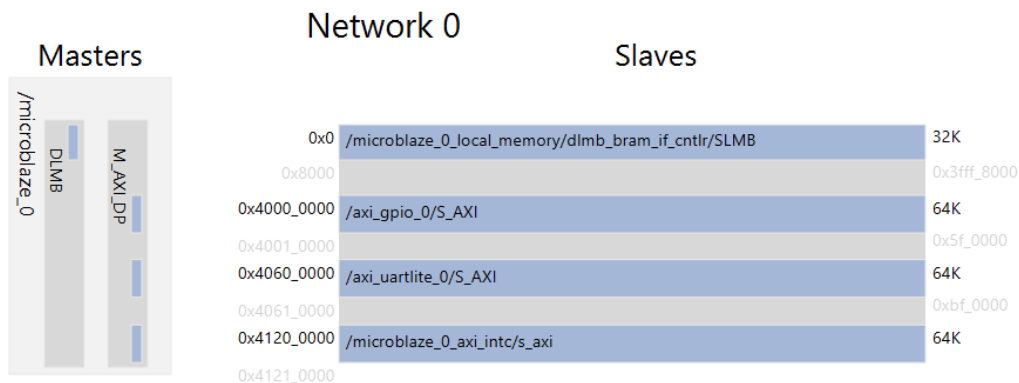 Network 0
Masters
Slaves
/microblaze_0
DLMB
M_AXI_DP
0x0
/microblaze_0_local_memory/dlmb_bram_if_cntlr/SLMB
32K
0x8000
0x3fff_8000
0x4000_0000
/axi_gpio_0/S_AXI
64K
0x4001_0000
0x5f_0000
0x4060_0000
/axi_uartlite_0/S_AXI
64K
0x4061_0000
0xbf_0000
0x4120_0000
/microblaze_0_axi_intc/s_axi
64K
0x4121_0000